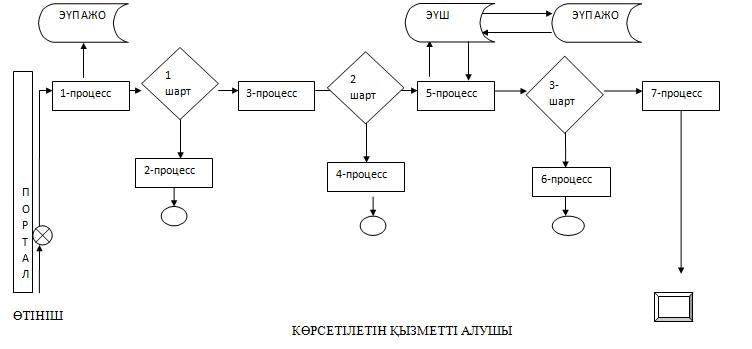 ЭҮПАЖО
ЭҮШ
ЭҮПАЖО
1
шарт
2
шарт
3-
шарт
1-процесс
3-процесс
5-процесс
7-процесс
2-процесс
4-процесс
6-процесс
ПОРТАЛ
ӨТІНІШ
КӨРСЕТІЛЕТІН ҚЫЗМЕТТІ АЛУШЫ